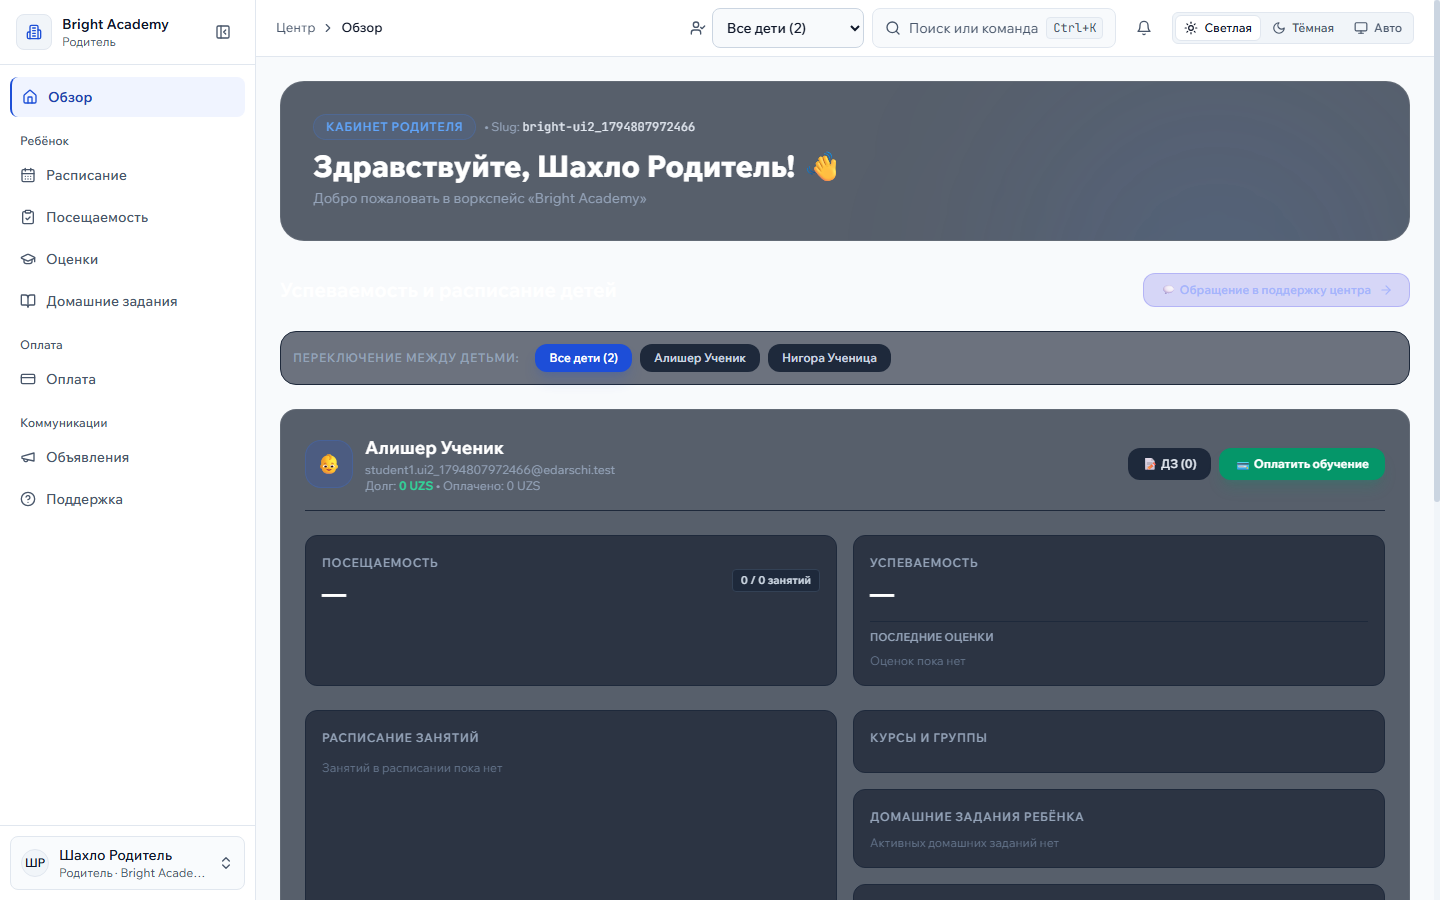 Bright Academy
Родитель
Центр
Обзор
Все дети (2)
Поиск или команда
Ctrl+K
Светлая
Тёмная
Авто
Обзор
Ребёнок
Расписание
Посещаемость
Оценки
Домашние задания
Оплата
Оплата
Коммуникации
Объявления
Поддержка
ШР
Шахло Родитель
Родитель · Bright Acade...
КАБИНЕТ РОДИТЕЛЯ
• Slug: bright-ui2_1794807972466
Здравствуйте, Шахло Родитель! 👋
Добро пожаловать в воркспейс «Bright Academy»
Успеваемость и расписание детей
Обращение в поддержку центра →
ПЕРЕКЛЮЧЕНИЕ МЕЖДУ ДЕТЬМИ:
Все дети (2)
Алишер Ученик
Нигора Ученица
Алишер Ученик
student1.ui2_1794807972466@edarschi.test
Долг: 0 UZS • Оплачено: 0 UZS
ДЗ (0)
Оплатить обучение
ПОСЕЩАЕМОСТЬ
—
0 / 0 занятий
УСПЕВАЕМОСТЬ
—
ПОСЛЕДНИЕ ОЦЕНКИ
Оценок пока нет
РАСПИСАНИЕ ЗАНЯТИЙ
Занятий в расписании пока нет
КУРСЫ И ГРУППЫ
ДОМАШНИЕ ЗАДАНИЯ РЕБЁНКА
Активных домашних заданий нет